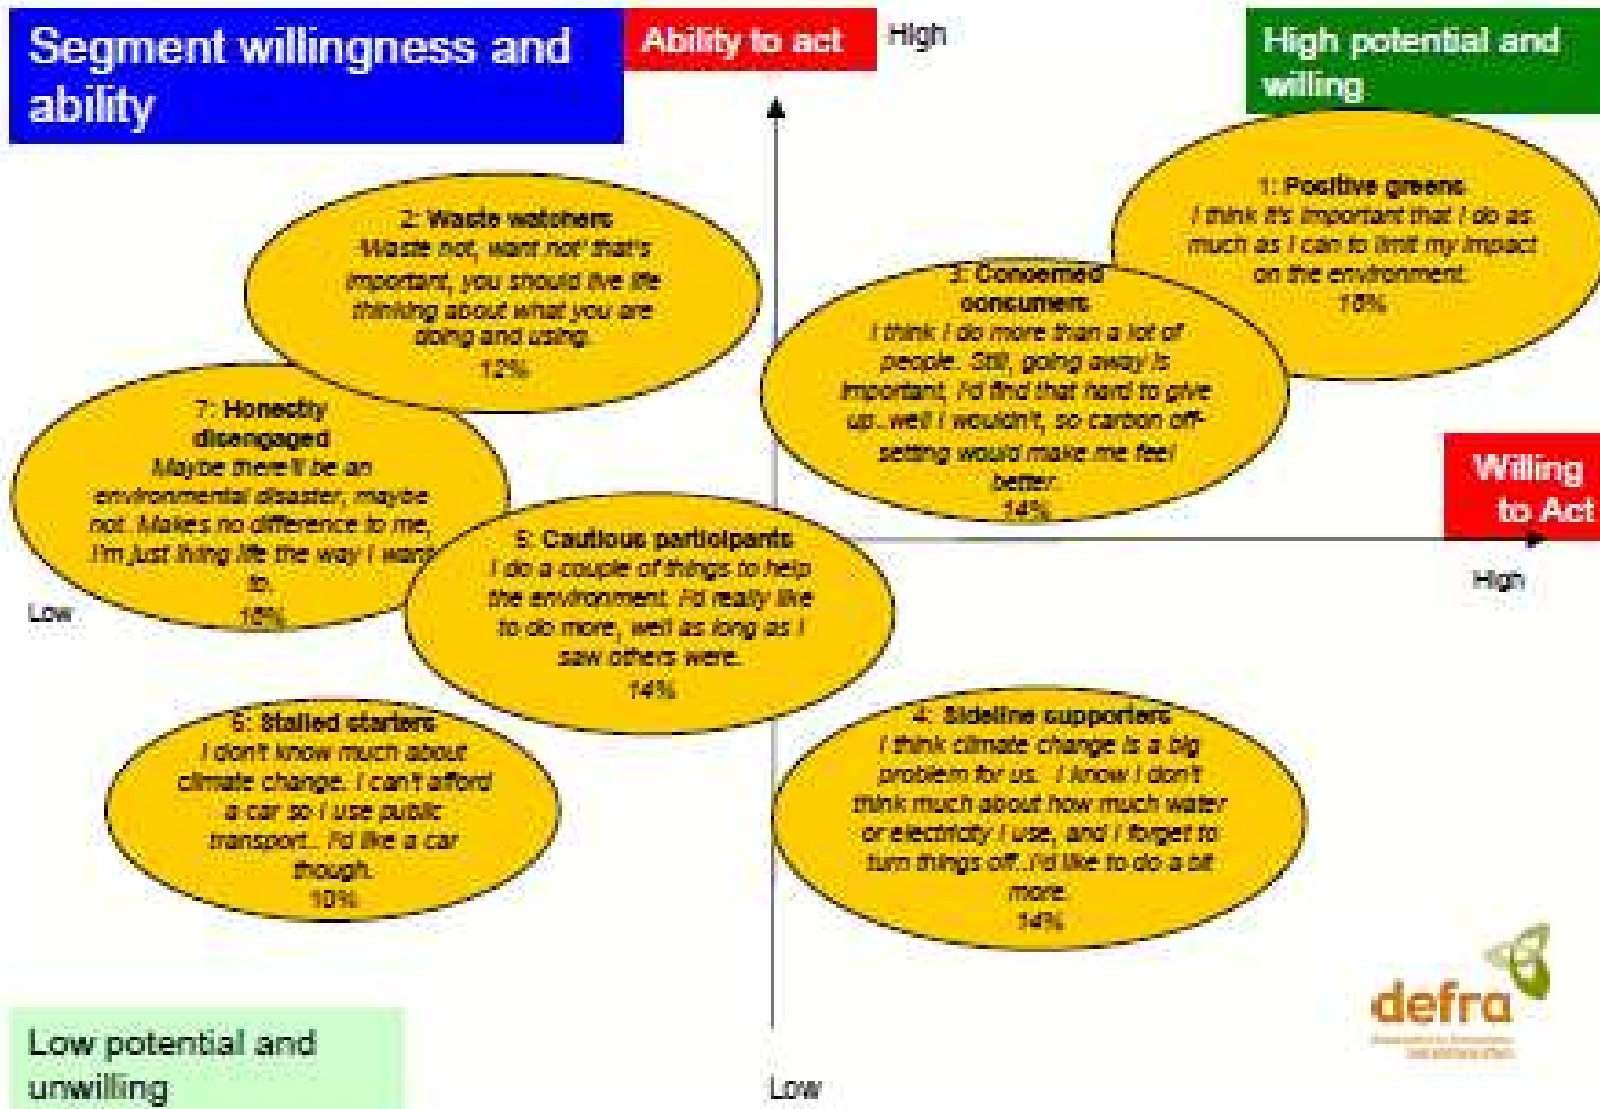 Segment willingness and
ability
Ability to act
High
High potential and
willing
1: Positive greens
I think it's important that I do as
much as I can to limit my impact
on the environment.
18%
2: Waste watchers
'Waste not, want not' that's
important, you should live life
thinking about what you are
doing and using.
12%
3: Concerned
consumers
I think I do more than a lot of
people. Still, going away is
important, I'd find that hard to give
up..well I wouldn't, so carbon off-
setting would make me feel
better.
14%
7: Honestly
disengaged
Maybe there'll be an
environmental disaster, maybe
not. Makes no difference to me,
I'm just living life the way I want
to.
18%
Willing
to Act
High
Low
5: Cautious participants
I do a couple of things to help
the environment. I'd really like
to do more, well as long as I
saw others were.
14%
6: Stalled starters
I don't know much about
climate change. I can't afford
a car so I use public
transport.. I'd like a car
though.
10%
4: Sideline supporters
I think climate change is a big
problem for us. I know I don't
think much about how much water
or electricity I use, and I forget to
turn things off..I'd like to do a bit
more.
14%
defra
Low potential and
unwilling
Low